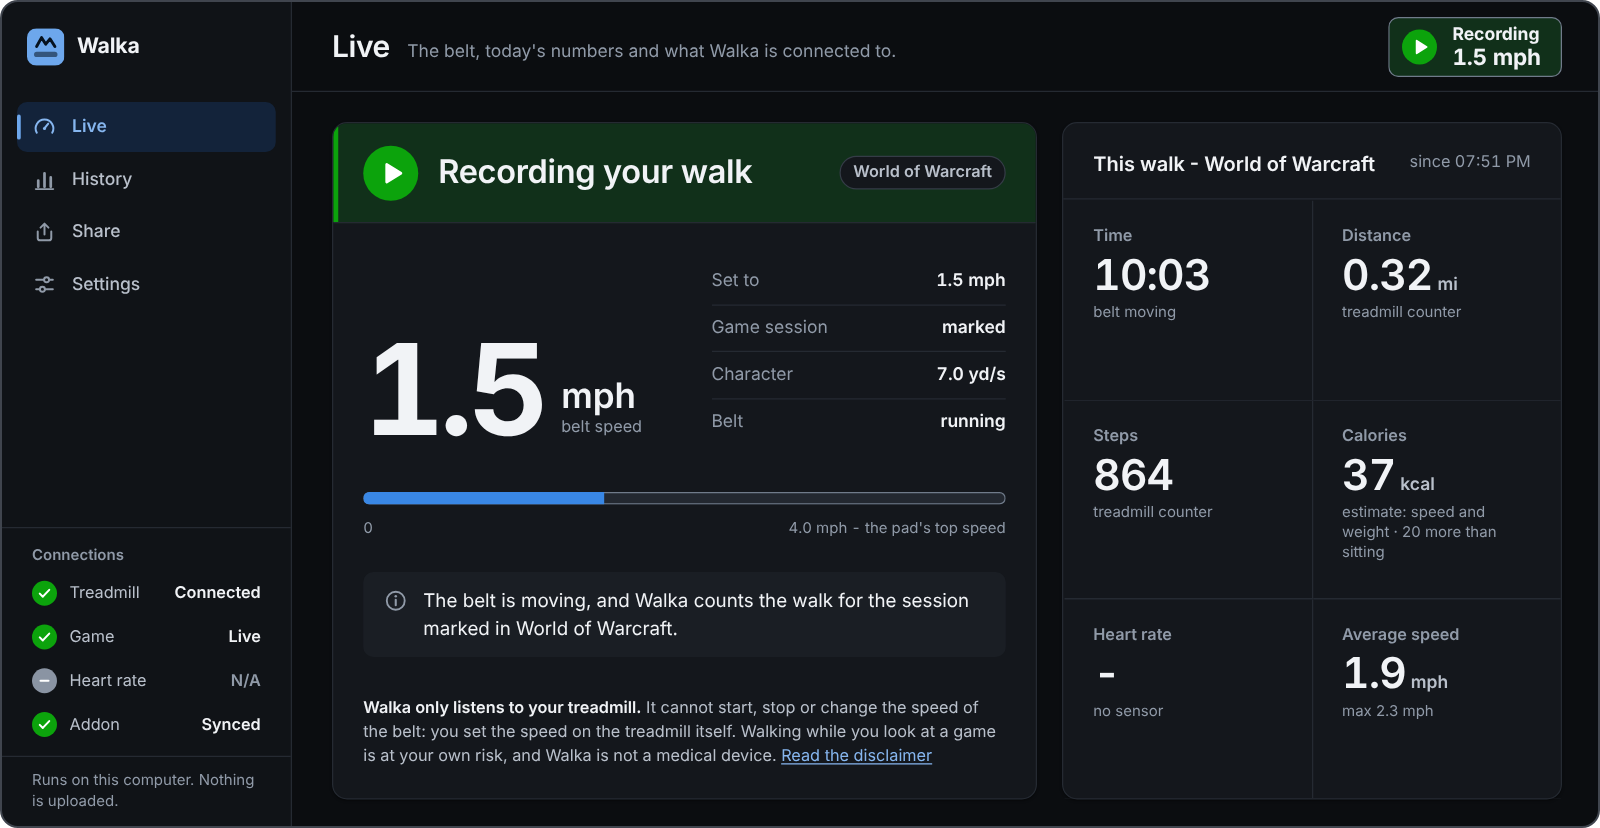 Walka
Live
History
Share
Settings
Connections
Treadmill Connected
Game Live
Heart rate N/A
Addon Synced
Runs on this computer. Nothing
is uploaded.
Live The belt, today's numbers and what Walka is connected to.
Recording
1.5 mph
Recording your walk World of Warcraft
1.5 mph
belt speed
Set to 1.5 mph
Game session marked
Character 7.0 yd/s
Belt running
0 4.0 mph - the pad's top speed
The belt is moving, and Walka counts the walk for the session
marked in World of Warcraft.
Walka only listens to your treadmill. It cannot start, stop or change the speed of
the belt: you set the speed on the treadmill itself. Walking while you look at a game
is at your own risk, and Walka is not a medical device. Read the disclaimer
This walk - World of Warcraft since 07:51 PM
Time
10:03
belt moving
Distance
0.32 mi
treadmill counter
Steps
864
treadmill counter
Calories
37 kcal
estimate: speed and
weight · 20 more than
sitting
Heart rate
-
no sensor
Average speed
1.9 mph
max 2.3 mph